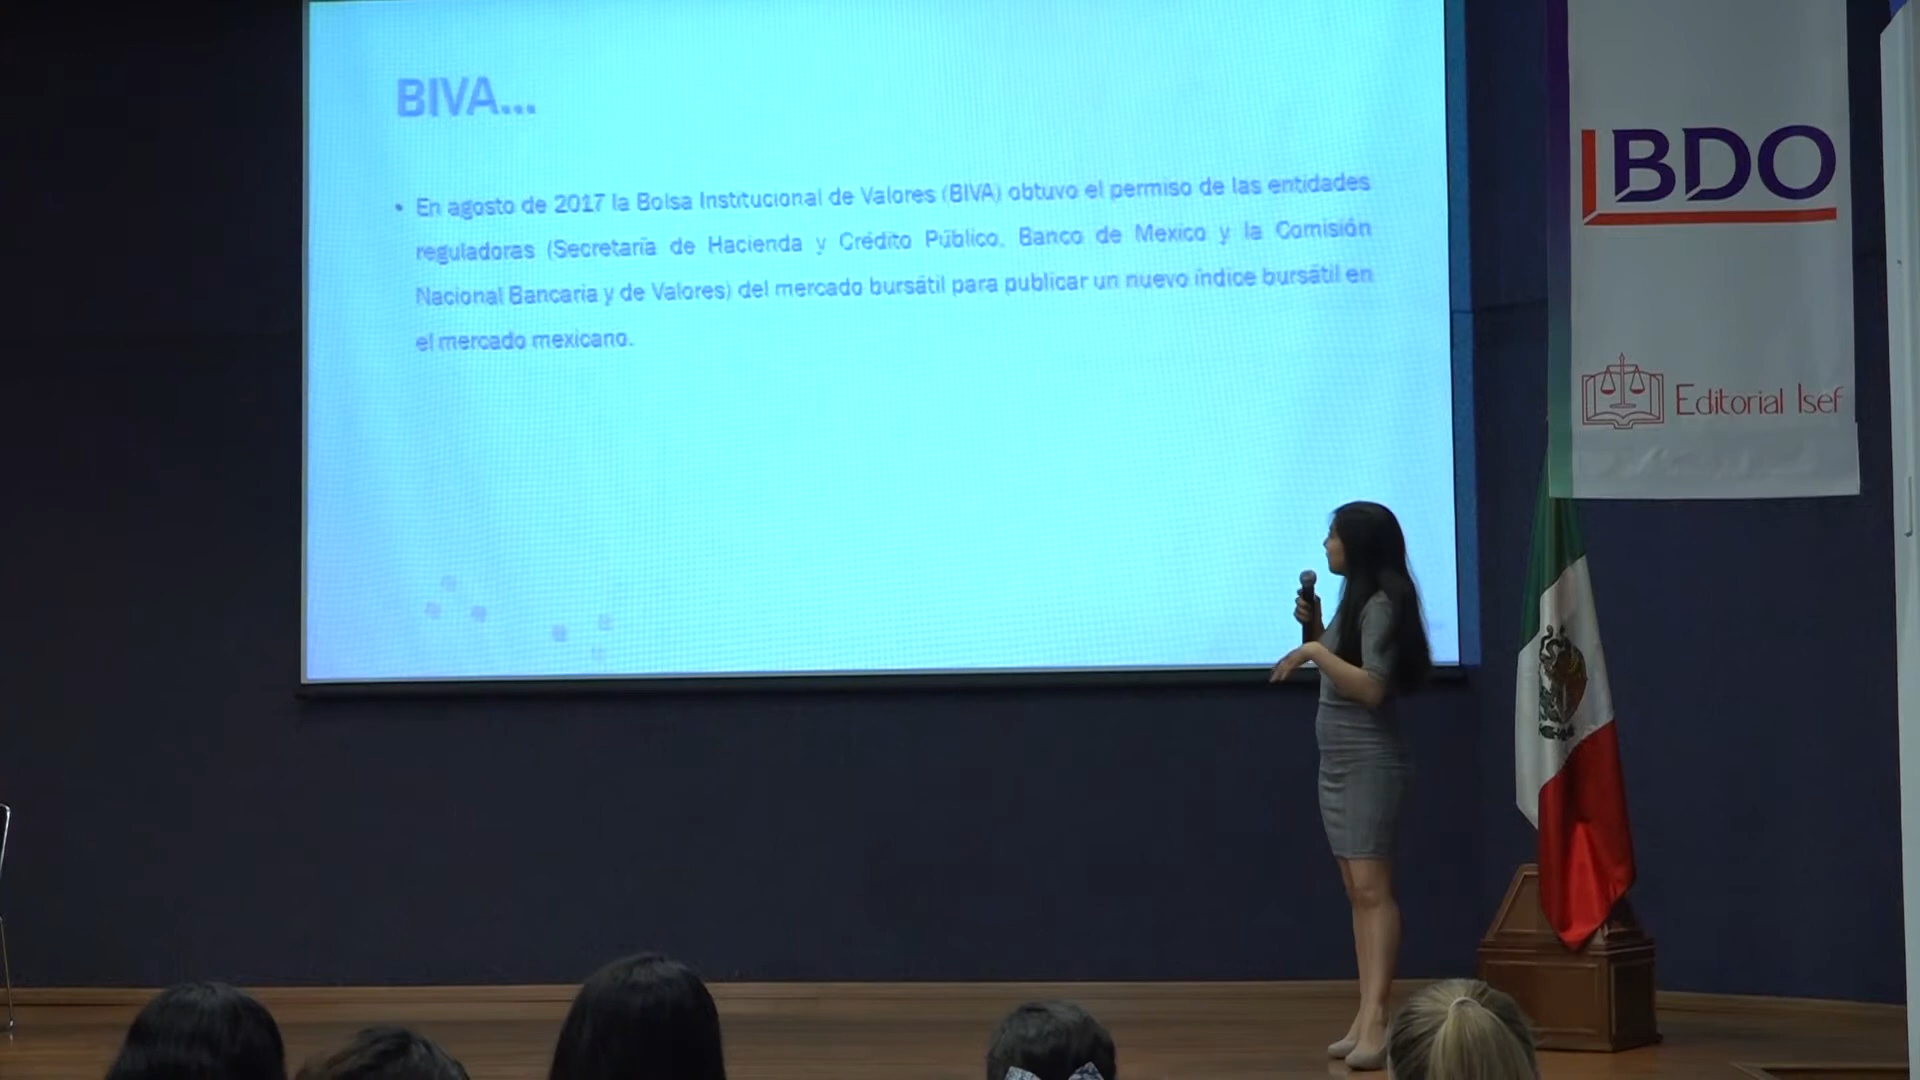 BIVA...
• En agosto de 2017 la Bolsa Institucional de Valores (BIVA) obtuvo el permiso de las entidades
reguladoras (Secretaría de Hacienda y Crédito Público, Banco de Mexico y la Comisión
Nacional Bancaria y de Valores) del mercado bursátil para publicar un nuevo índice bursátil en
el mercado mexicano.
BDO
Editorial Isef